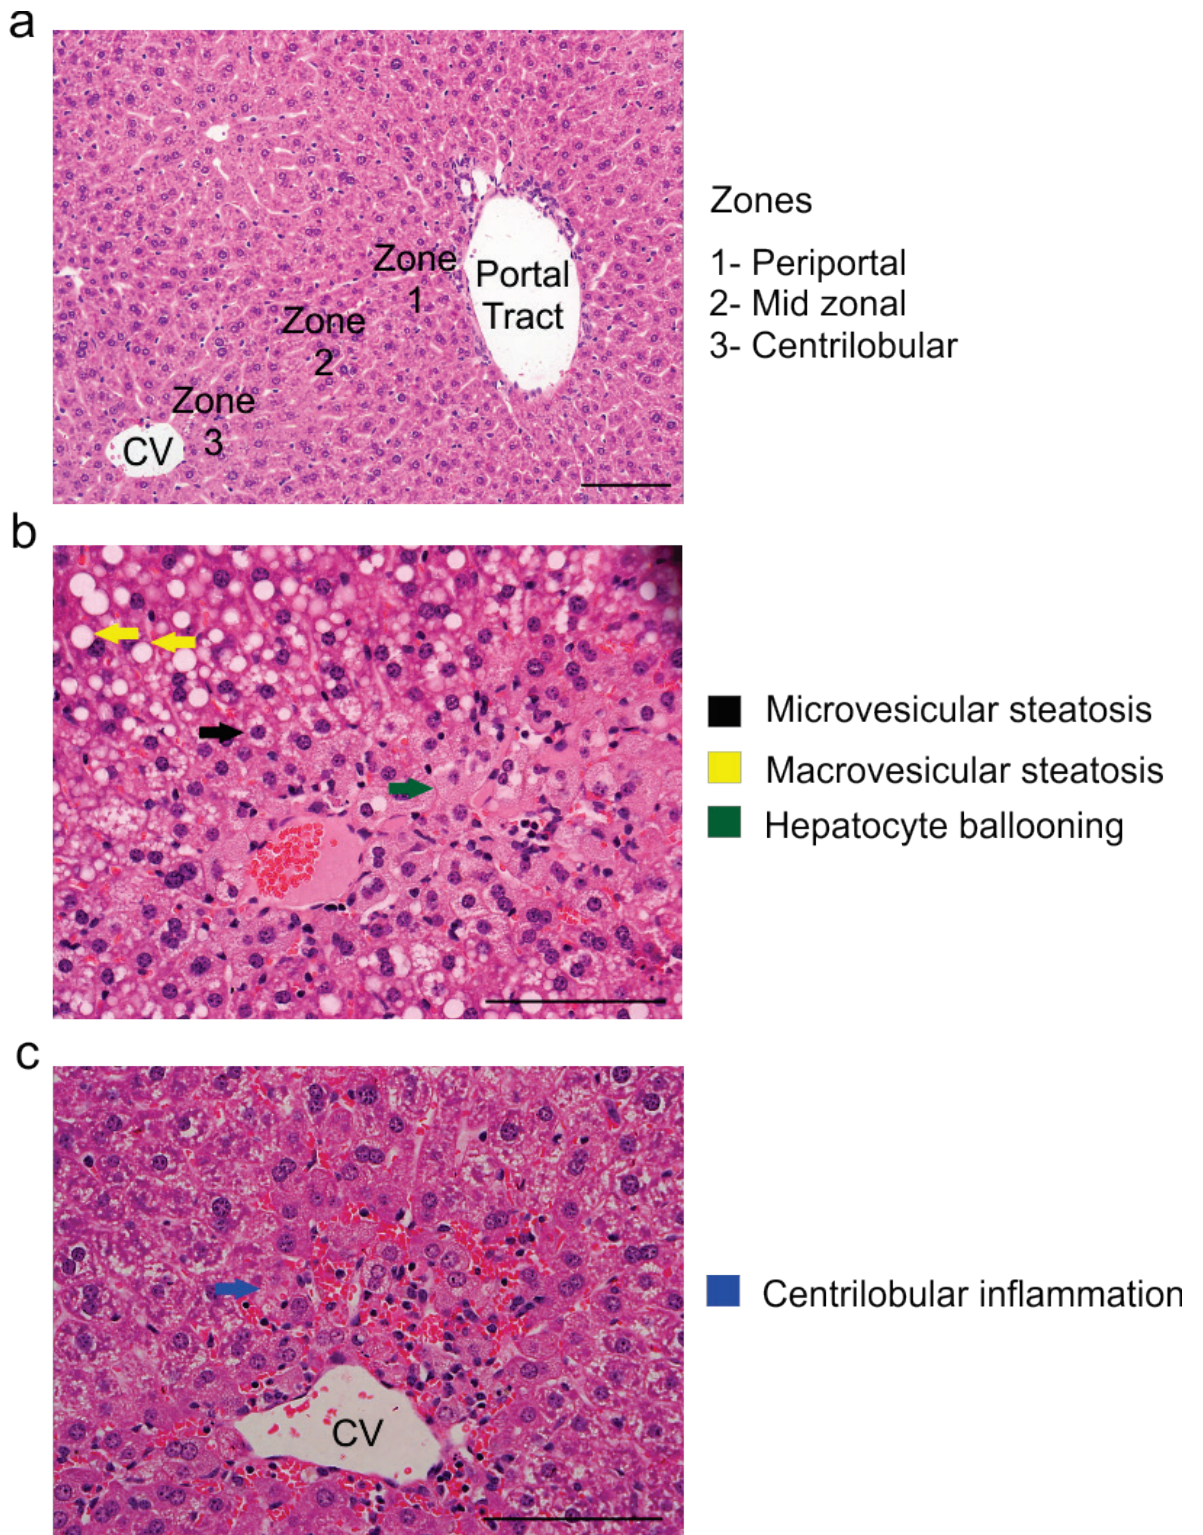 a
Zone
1
Portal
Tract
Zone
2
Zone
3
CV
Zones
1- Periportal
2- Mid zonal
3- Centrilobular
b
Microvesicular steatosis
Macrovesicular steatosis
Hepatocyte ballooning
c
CV
Centrilobular inflammation